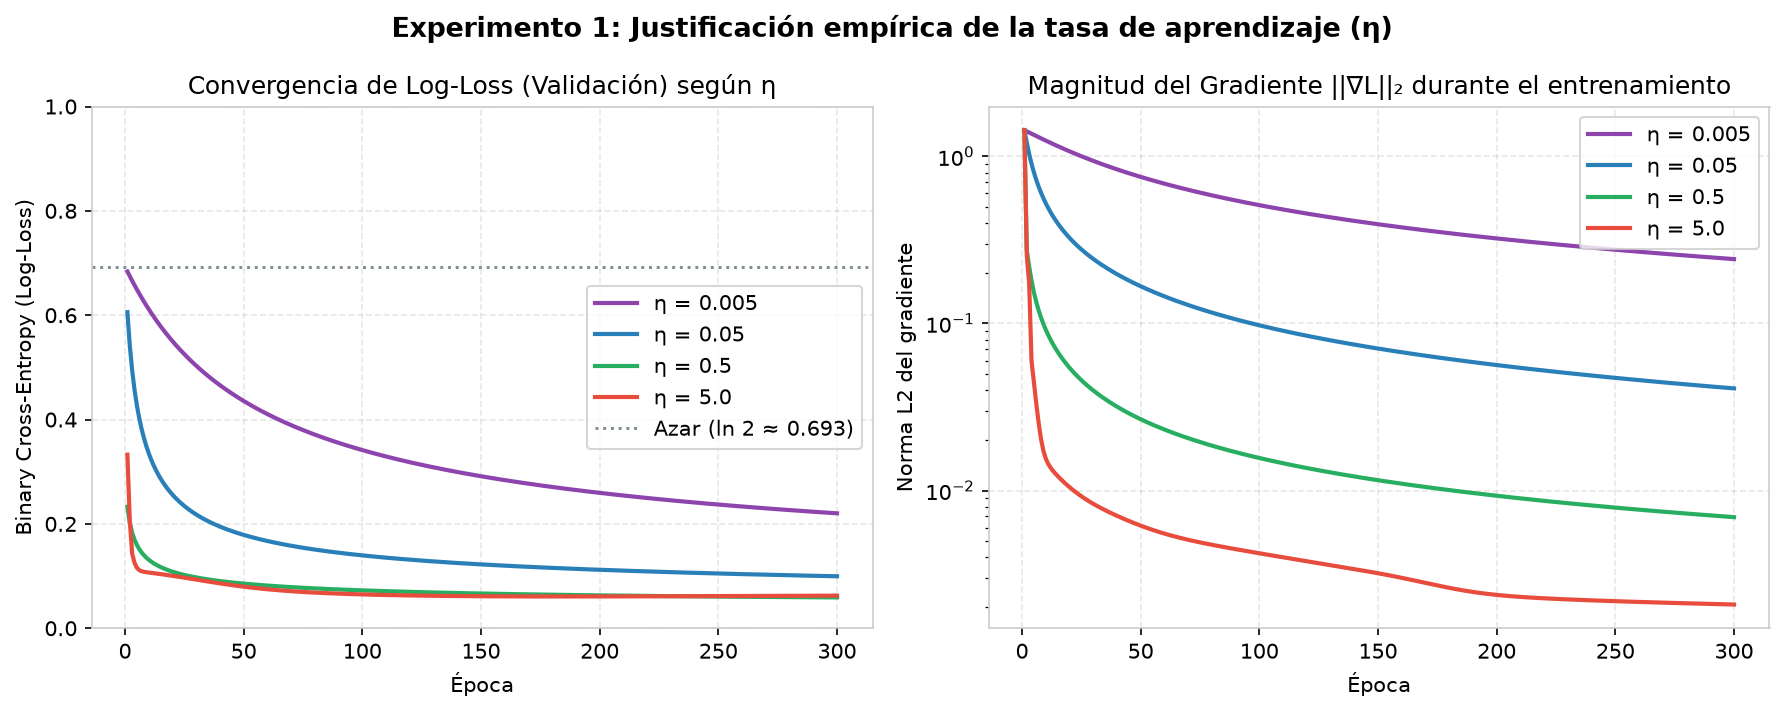 Experimento 1: Justificación empírica de la tasa de aprendizaje (η)
Convergencia de Log-Loss (Validación) según η
Binary Cross-Entropy (Log-Loss)
1.0
0.8
0.6
0.4
0.2
0.0
η = 0.005
η = 0.05
η = 0.5
η = 5.0
Azar (ln 2 ≈ 0.693)
0 50 100 150 200 250 300
Época
Magnitud del Gradiente ||∇L||₂ durante el entrenamiento
Norma L2 del gradiente
10⁰
10⁻¹
10⁻²
η = 0.005
η = 0.05
η = 0.5
η = 5.0
0 50 100 150 200 250 300
Época